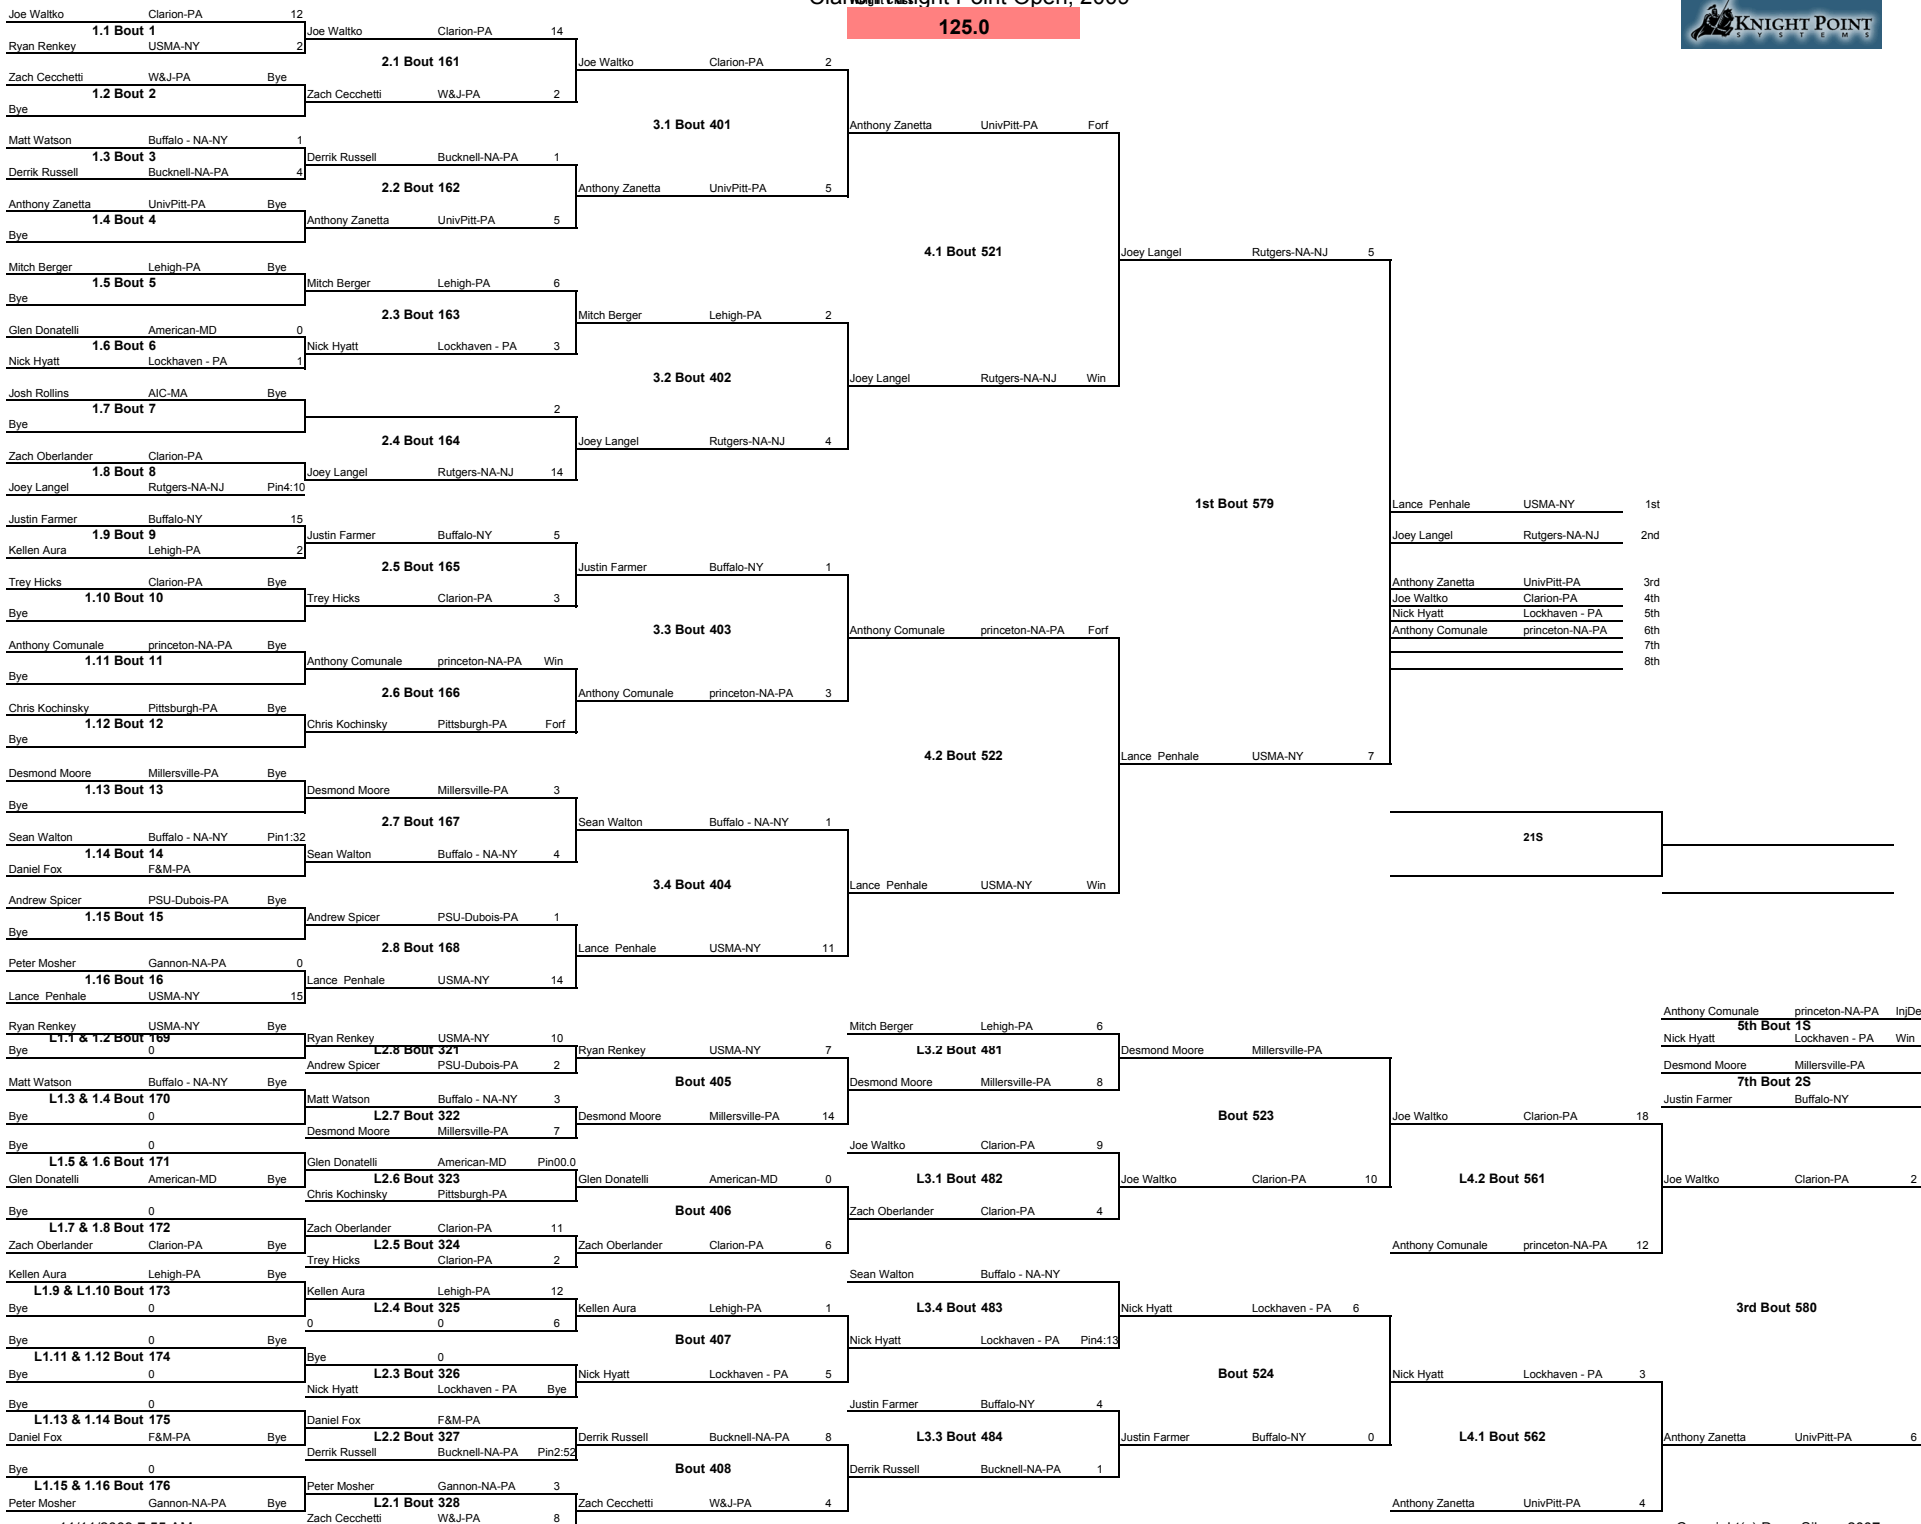 125.0
KNIGHT POINT
SYSTEMS
Joe Waltko Clarion-PA 12
1.1 Bout 1
Ryan Renkey USMA-NY 2
Zach Cecchetti W&J-PA Bye
1.2 Bout 2
Bye
Matt Watson Buffalo - NA-NY 1
1.3 Bout 3
Derrik Russell Bucknell-NA-PA 4
Anthony Zanetta UnivPitt-PA Bye
1.4 Bout 4
Bye
Mitch Berger Lehigh-PA Bye
1.5 Bout 5
Bye
Glen Donatelli American-MD 0
1.6 Bout 6
Nick Hyatt Lockhaven - PA 1
Josh Rollins AIC-MA Bye
1.7 Bout 7
Bye
Zach Oberlander Clarion-PA
1.8 Bout 8
Joey Langel Rutgers-NA-NJ Pin4:10
Justin Farmer Buffalo-NY 15
1.9 Bout 9
Kellen Aura Lehigh-PA 2
Trey Hicks Clarion-PA Bye
1.10 Bout 10
Bye
Anthony Comunale princeton-NA-PA Bye
1.11 Bout 11
Bye
Chris Kochinsky Pittsburgh-PA Bye
1.12 Bout 12
Bye
Desmond Moore Millersville-PA Bye
1.13 Bout 13
Bye
Sean Walton Buffalo - NA-NY Pin1:32
1.14 Bout 14
Daniel Fox F&M-PA
Andrew Spicer PSU-Dubois-PA Bye
1.15 Bout 15
Bye
Peter Mosher Gannon-NA-PA 0
1.16 Bout 16
Lance Penhale USMA-NY 15
Joe Waltko Clarion-PA 14
2.1 Bout 161
Zach Cecchetti W&J-PA 2
Derrik Russell Bucknell-NA-PA 1
2.2 Bout 162
Anthony Zanetta UnivPitt-PA 5
Mitch Berger Lehigh-PA 6
2.3 Bout 163
Nick Hyatt Lockhaven - PA 3
2
2.4 Bout 164
Joey Langel Rutgers-NA-NJ 14
Justin Farmer Buffalo-NY 5
2.5 Bout 165
Trey Hicks Clarion-PA 3
Anthony Comunale princeton-NA-PA Win
2.6 Bout 166
Chris Kochinsky Pittsburgh-PA Forf
Desmond Moore Millersville-PA 3
2.7 Bout 167
Sean Walton Buffalo - NA-NY 4
Andrew Spicer PSU-Dubois-PA 1
2.8 Bout 168
Lance Penhale USMA-NY 14
Joe Waltko Clarion-PA 2
3.1 Bout 401
Anthony Zanetta UnivPitt-PA 5
Mitch Berger Lehigh-PA 2
3.2 Bout 402
Joey Langel Rutgers-NA-NJ 4
Justin Farmer Buffalo-NY 1
3.3 Bout 403
Anthony Comunale princeton-NA-PA 3
Sean Walton Buffalo - NA-NY 1
3.4 Bout 404
Lance Penhale USMA-NY 11
Anthony Zanetta UnivPitt-PA Forf
4.1 Bout 521
Joey Langel Rutgers-NA-NJ Win
Anthony Comunale princeton-NA-PA Forf
4.2 Bout 522
Lance Penhale USMA-NY Win
Joey Langel Rutgers-NA-NJ 5
1st Bout 579
Lance Penhale USMA-NY 7
Lance Penhale USMA-NY 1st
Joey Langel Rutgers-NA-NJ 2nd
Anthony Zanetta UnivPitt-PA 3rd
Joe Waltko Clarion-PA 4th
Nick Hyatt Lockhaven - PA 5th
Anthony Comunale princeton-NA-PA 6th
7th
8th
21S
Ryan Renkey USMA-NY Bye
L1.1 & 1.2 Bout 169
Bye 0
Matt Watson Buffalo - NA-NY Bye
L1.3 & 1.4 Bout 170
Bye 0
Bye 0
L1.5 & 1.6 Bout 171
Glen Donatelli American-MD Bye
Bye 0
L1.7 & 1.8 Bout 172
Zach Oberlander Clarion-PA Bye
Kellen Aura Lehigh-PA Bye
L1.9 & L1.10 Bout 173
Bye 0
Bye 0 Bye
L1.11 & 1.12 Bout 174
Bye 0
Bye 0
L1.13 & 1.14 Bout 175
Daniel Fox F&M-PA Bye
Bye 0
L1.15 & 1.16 Bout 176
Peter Mosher Gannon-NA-PA Bye
Ryan Renkey USMA-NY 10
L2.8 Bout 321
Andrew Spicer PSU-Dubois-PA 2
Matt Watson Buffalo - NA-NY 3
L2.7 Bout 322
Desmond Moore Millersville-PA 7
Glen Donatelli American-MD Pin00.0
L2.6 Bout 323
Chris Kochinsky Pittsburgh-PA
Zach Oberlander Clarion-PA 11
L2.5 Bout 324
Trey Hicks Clarion-PA 2
Kellen Aura Lehigh-PA 12
L2.4 Bout 325
0 0 6
Bye 0
L2.3 Bout 326
Nick Hyatt Lockhaven - PA Bye
Daniel Fox F&M-PA
L2.2 Bout 327
Derrik Russell Bucknell-NA-PA Pin2:52
Peter Mosher Gannon-NA-PA 3
L2.1 Bout 328
Zach Cecchetti W&J-PA 8
Ryan Renkey USMA-NY 7
Bout 405
Desmond Moore Millersville-PA 14
Glen Donatelli American-MD 0
Bout 406
Zach Oberlander Clarion-PA 6
Kellen Aura Lehigh-PA 1
Bout 407
Nick Hyatt Lockhaven - PA 5
Derrik Russell Bucknell-NA-PA 8
Bout 408
Zach Cecchetti W&J-PA 4
Mitch Berger Lehigh-PA 6
L3.2 Bout 481
Desmond Moore Millersville-PA 8
Joe Waltko Clarion-PA 9
L3.1 Bout 482
Zach Oberlander Clarion-PA 4
Sean Walton Buffalo - NA-NY
L3.4 Bout 483
Nick Hyatt Lockhaven - PA Pin4:13
Justin Farmer Buffalo-NY 4
L3.3 Bout 484
Derrik Russell Bucknell-NA-PA 1
Desmond Moore Millersville-PA
Bout 523
Joe Waltko Clarion-PA 10
Nick Hyatt Lockhaven - PA 6
Bout 524
Justin Farmer Buffalo-NY 0
Joe Waltko Clarion-PA 18
L4.2 Bout 561
Anthony Comunale princeton-NA-PA 12
Nick Hyatt Lockhaven - PA 3
L4.1 Bout 562
Anthony Zanetta UnivPitt-PA 4
Anthony Comunale princeton-NA-PA InjDe
5th Bout 1S
Nick Hyatt Lockhaven - PA Win
Desmond Moore Millersville-PA
7th Bout 2S
Justin Farmer Buffalo-NY
Joe Waltko Clarion-PA 2
3rd Bout 580
Anthony Zanetta UnivPitt-PA 6